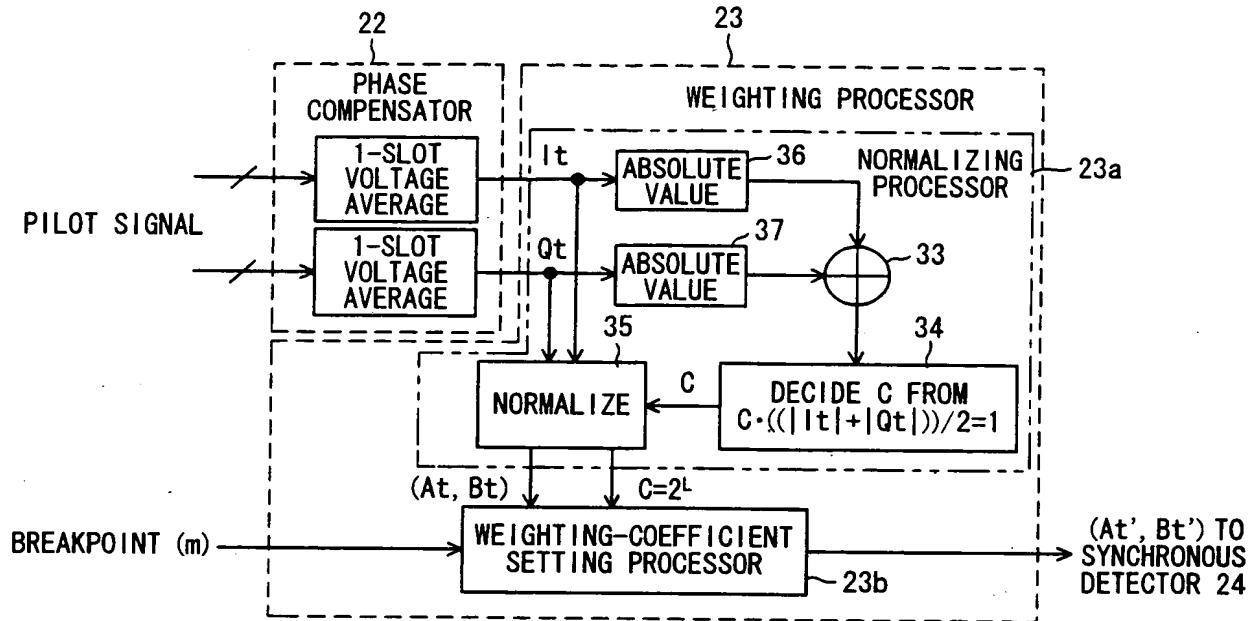 22
23
PHASE
COMPENSATOR
WEIGHTING PROCESSOR
1-SLOT
VOLTAGE
AVERAGE
It
ABSOLUTE
VALUE
36
NORMALIZING
PROCESSOR
23a
PILOT SIGNAL
1-SLOT
VOLTAGE
AVERAGE
Qt
ABSOLUTE
VALUE
37
33
35
34
NORMALIZE
C
DECIDE C FROM
C·((|It|+|Qt|))/2=1
(At, Bt)
C=2^L
BREAKPOINT (m)
WEIGHTING-COEFFICIENT
SETTING PROCESSOR
23b
(At', Bt') TO
SYNCHRONOUS
DETECTOR 24